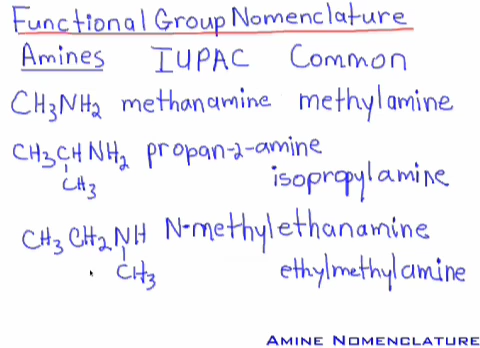 Functional Group Nomenclature
Amines IUPAC Common
CH₃NH₂ methanamine methylamine
CH₃CHNH₂ propan-2-amine
CH₃ isopropylamine
CH₃CH₂NH N-methylethanamine
CH₃ ethylmethylamine
AMINE NOMENCLATURE